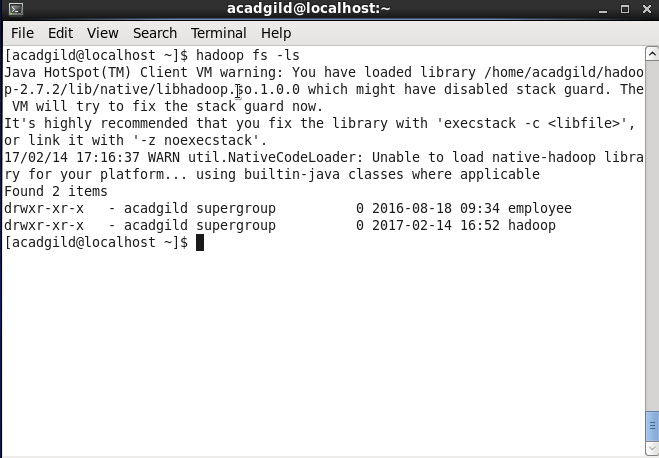 acadgild@localhost:~
File Edit View Search Terminal Help
[acadgild@localhost ~]$ hadoop fs -ls
Java HotSpot(TM) Client VM warning: You have loaded library /home/acadgild/hadoo
p-2.7.2/lib/native/libhadoop.so.1.0.0 which might have disabled stack guard. The
 VM will try to fix the stack guard now.
It's highly recommended that you fix the library with 'execstack -c <libfile>',
or link it with '-z noexecstack'.
17/02/14 17:16:37 WARN util.NativeCodeLoader: Unable to load native-hadoop libra
ry for your platform... using builtin-java classes where applicable
Found 2 items
drwxr-xr-x   - acadgild supergroup          0 2016-08-18 09:34 employee
drwxr-xr-x   - acadgild supergroup          0 2017-02-14 16:52 hadoop
[acadgild@localhost ~]$